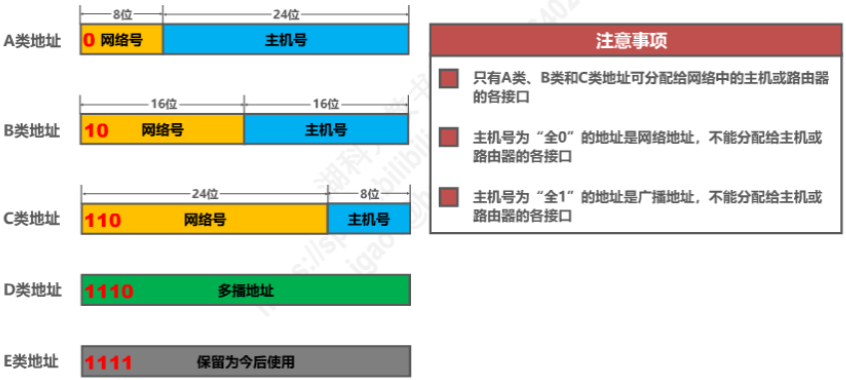 8位
24位
A类地址
0 网络号
主机号
16位
16位
B类地址
10 网络号
主机号
24位
8位
C类地址
110 网络号
主机号
D类地址
1110 多播地址
E类地址
1111 保留为今后使用
注意事项
只有A类、B类和C类地址可分配给网络中的主机或路由器
的各接口
主机号为“全0”的地址是网络地址，不能分配给主机或
路由器的各接口
主机号为“全1”的地址是广播地址，不能分配给主机或
路由器的各接口